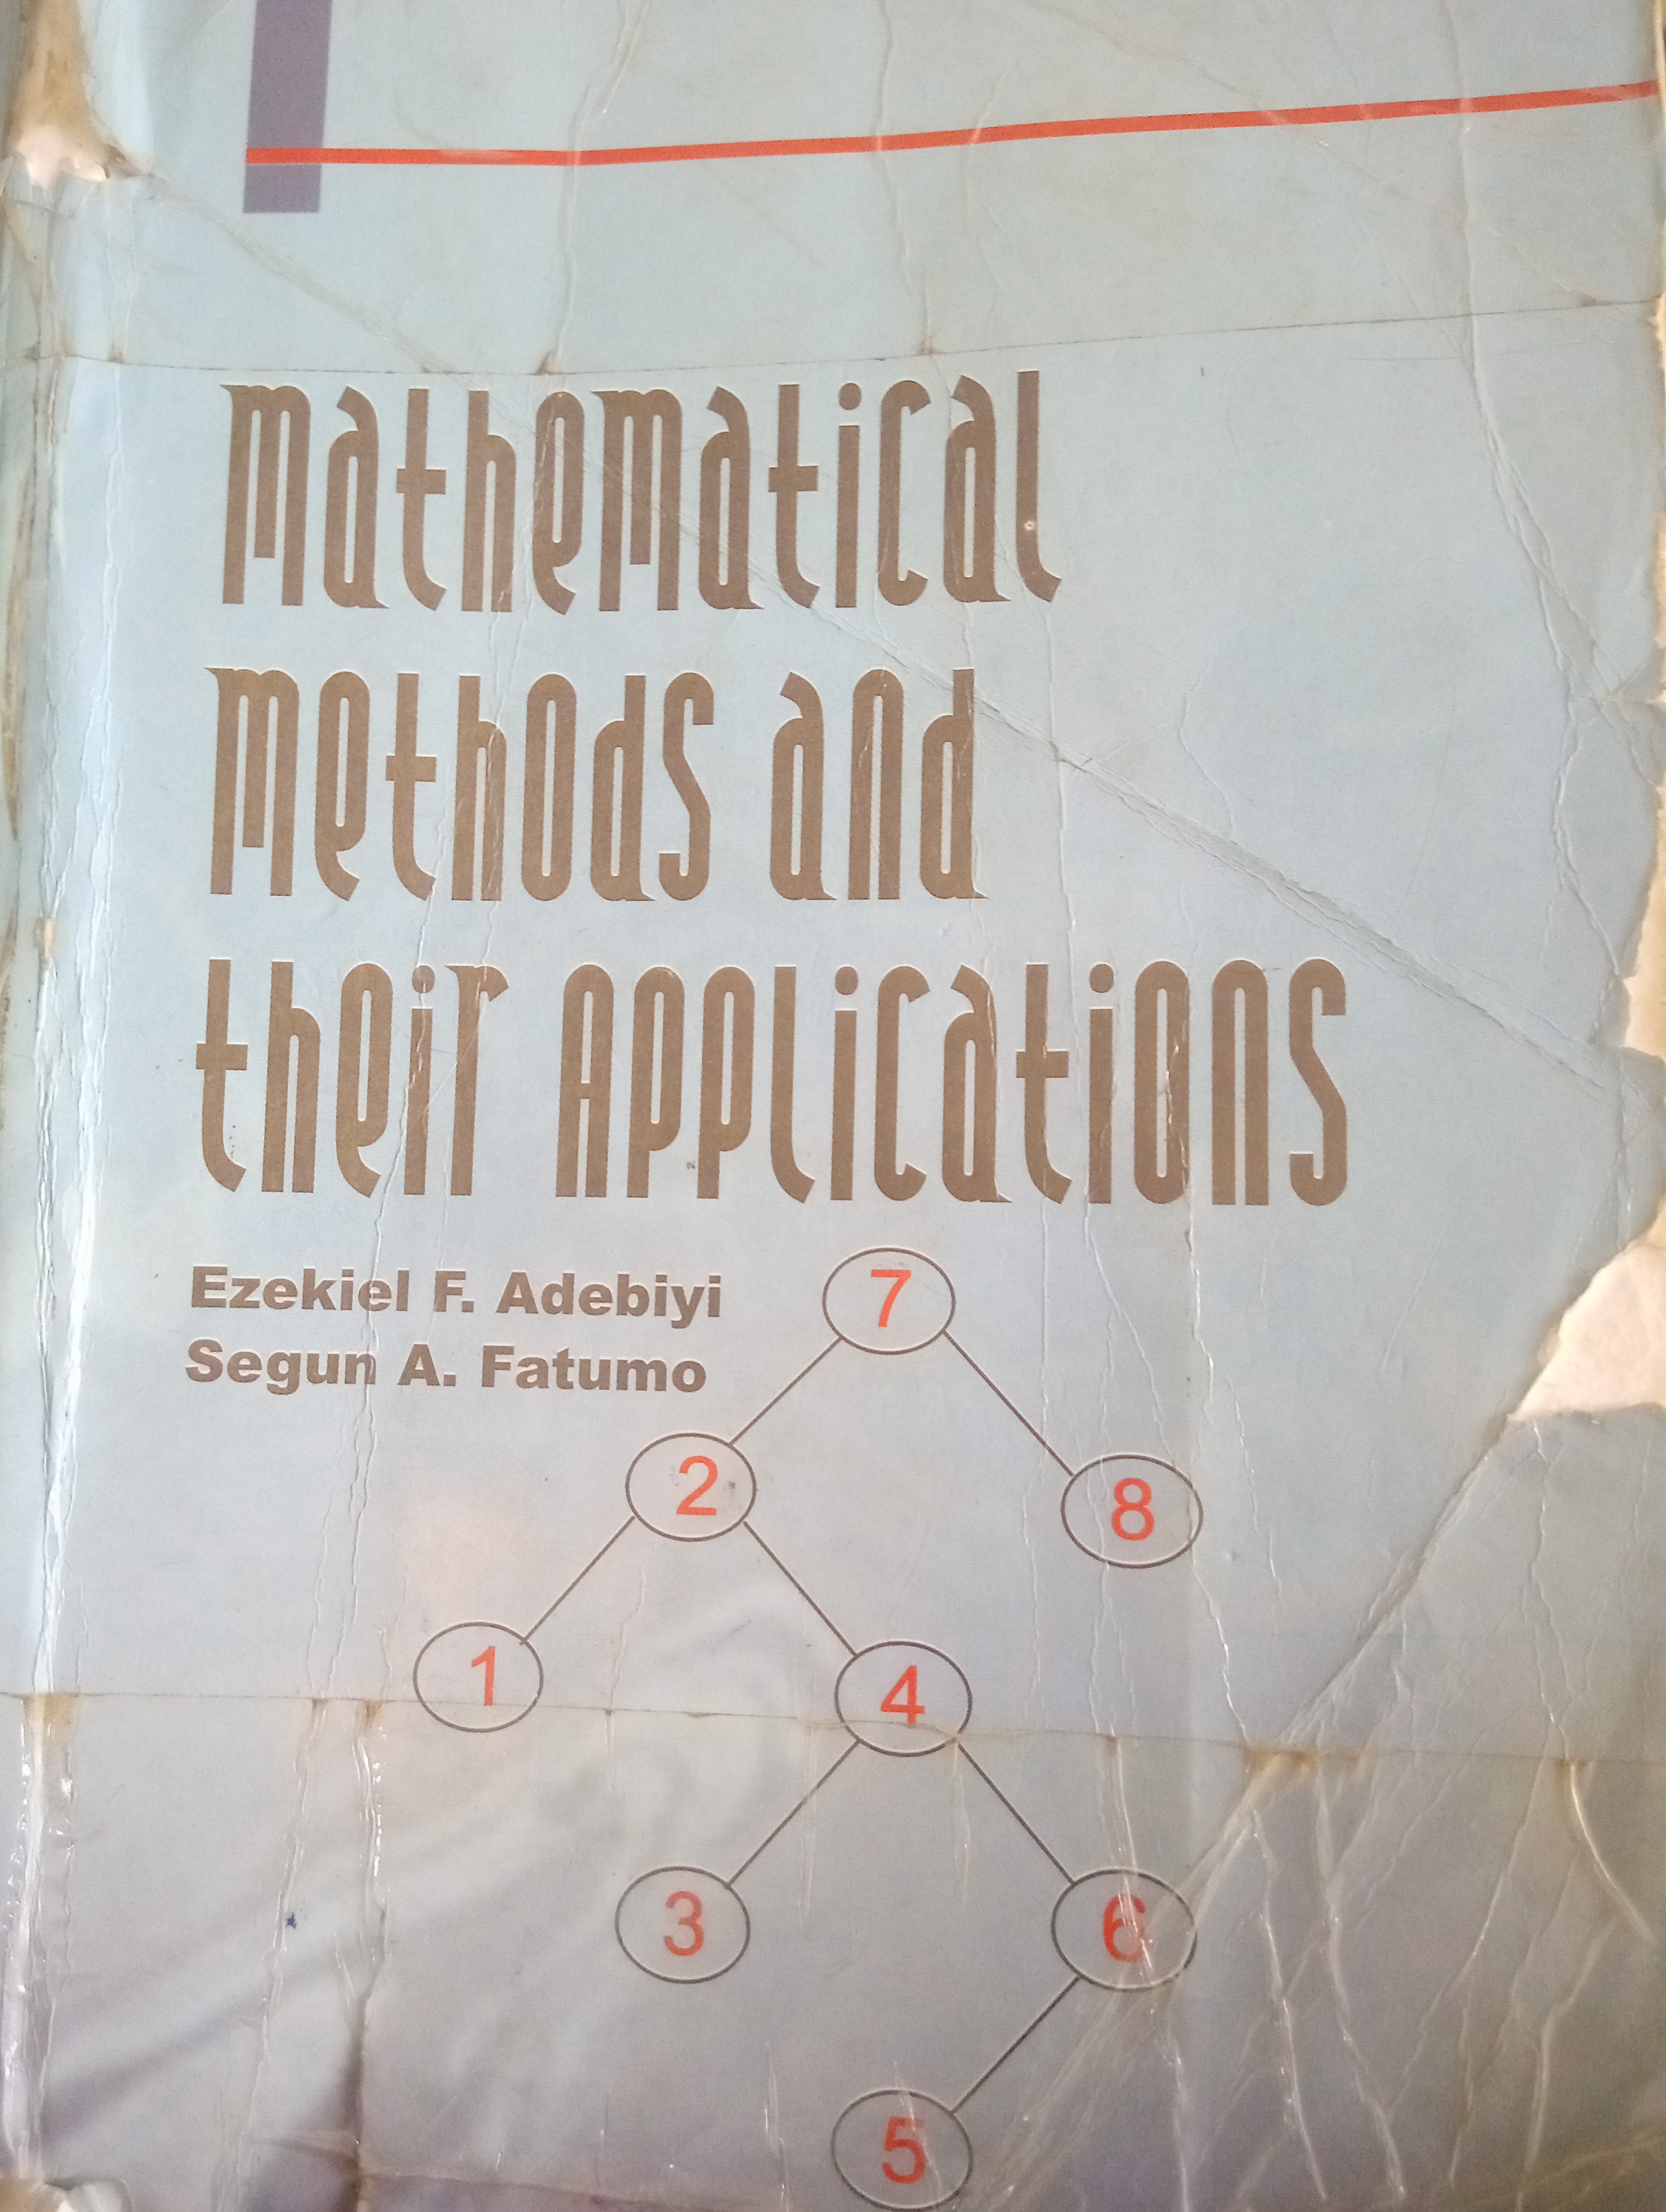 Mathematical
Methods and
their Applications
Ezekiel F. Adebiyi
Segun A. Fatumo
7
2
8
1
4
3
6
5